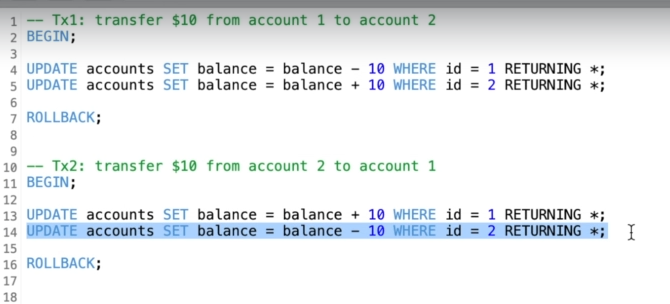 1 -- Tx1: transfer $10 from account 1 to account 2
2 BEGIN;
3
4 UPDATE accounts SET balance = balance - 10 WHERE id = 1 RETURNING *;
5 UPDATE accounts SET balance = balance + 10 WHERE id = 2 RETURNING *;
6
7 ROLLBACK;
8
9
10 -- Tx2: transfer $10 from account 2 to account 1
11 BEGIN;
12
13 UPDATE accounts SET balance = balance + 10 WHERE id = 1 RETURNING *;
14 UPDATE accounts SET balance = balance - 10 WHERE id = 2 RETURNING *;
15
16 ROLLBACK;
17
18